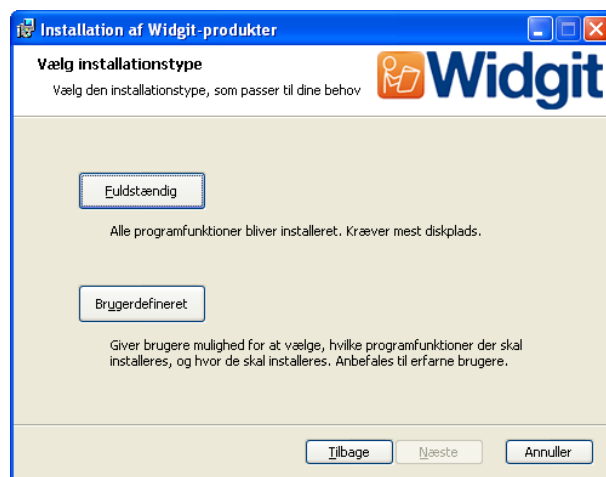 Installation af Widgit-produkter
Vælg installationstype
Vælg den installationstype, som passer til dine behov
Widgit
Fuldstændig
Alle programfunktioner bliver installeret. Kræver mest diskplads.
Brugerdefineret
Giver brugere mulighed for at vælge, hvilke programfunktioner der skal
installeres, og hvor de skal installeres. Anbefales til erfarne brugere.
Tilbage
Næste
Annuller